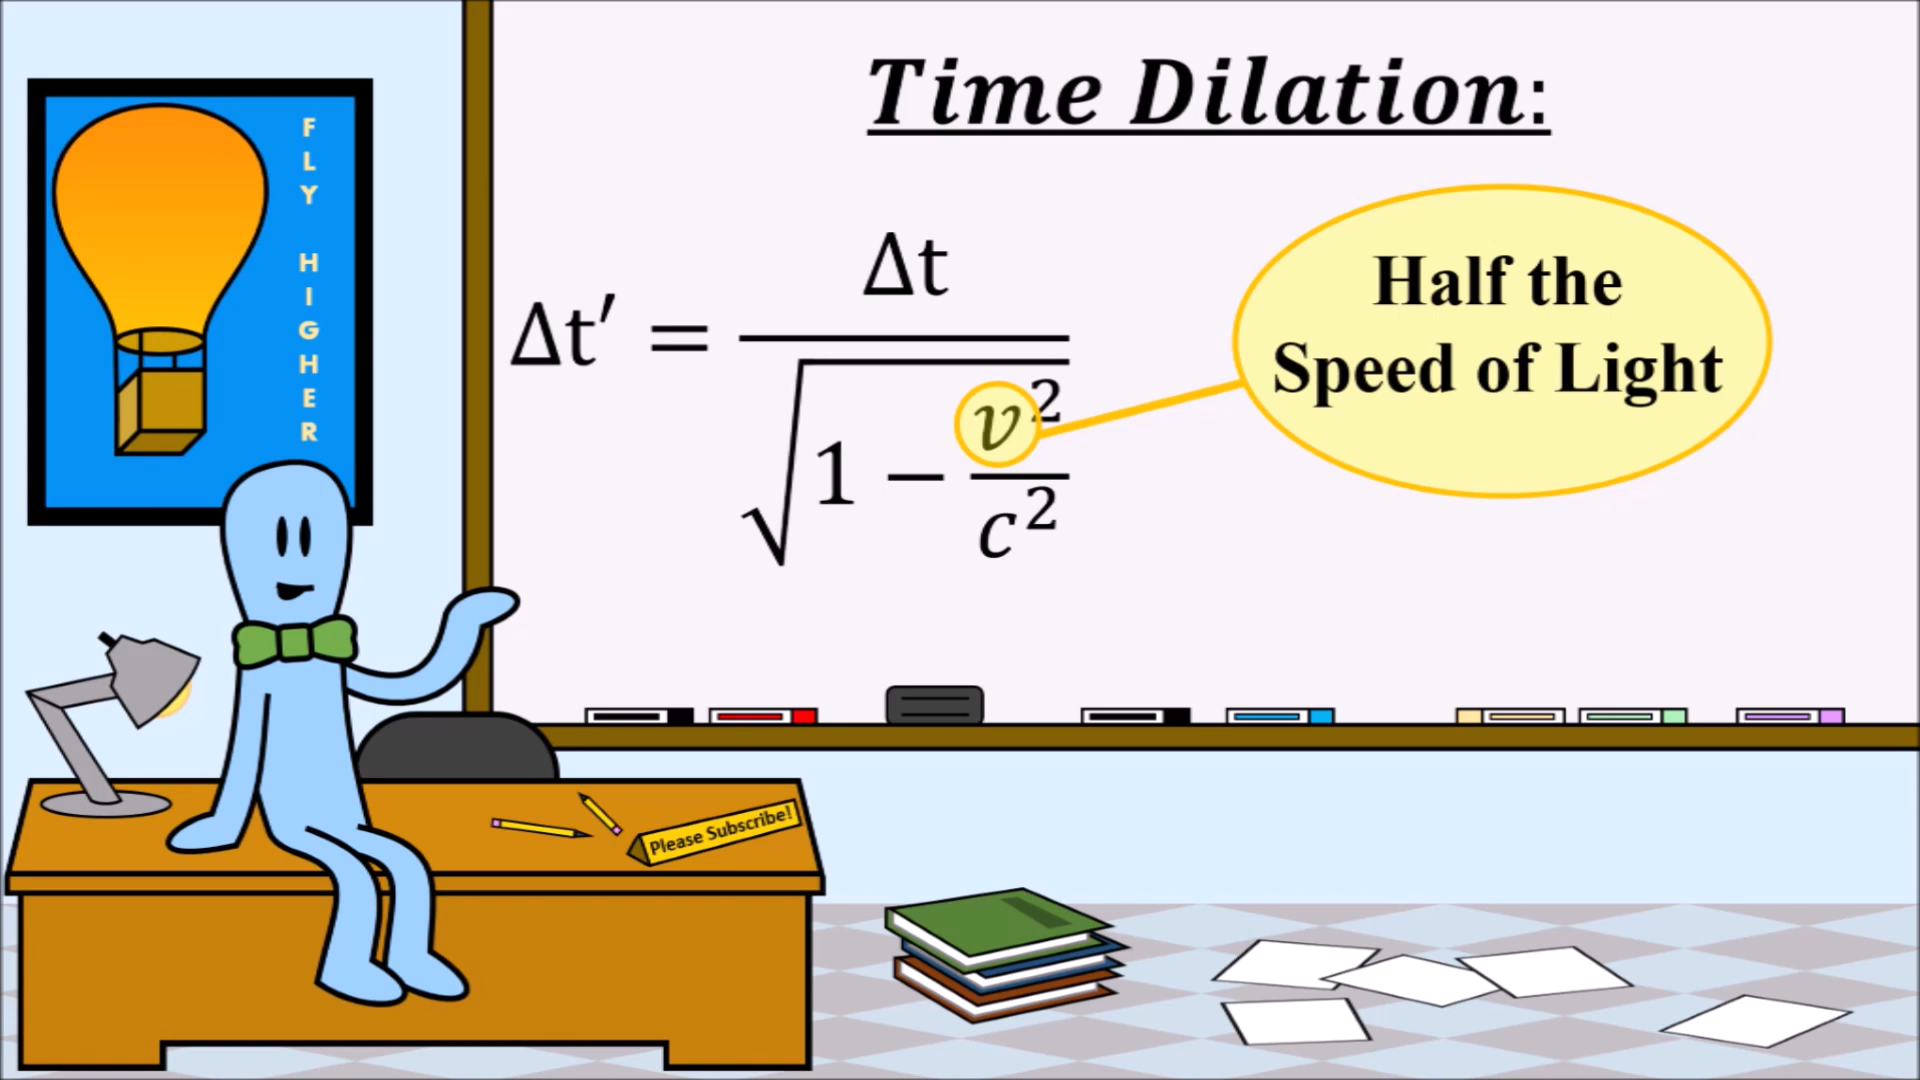 Time Dilation:
FLY HIGHER
Δt′ = Δt / √(1 − v²/c²)
Half the
Speed of Light
Please Subscribe!